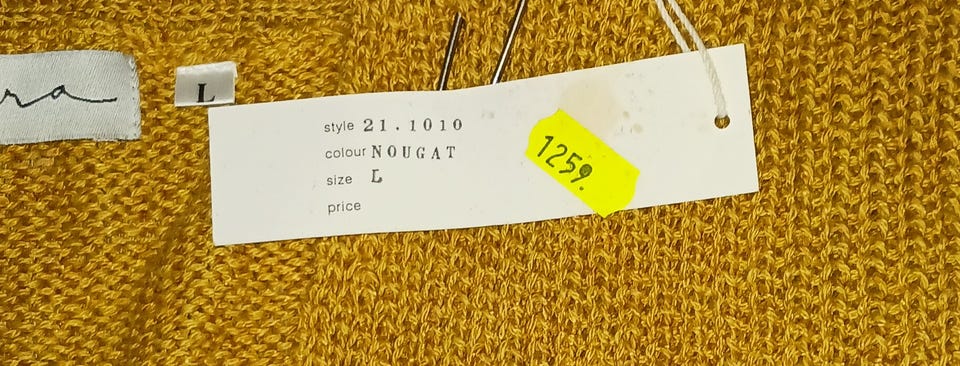 L
style 21.1010
colour NOUGAT
size L
price
1259.